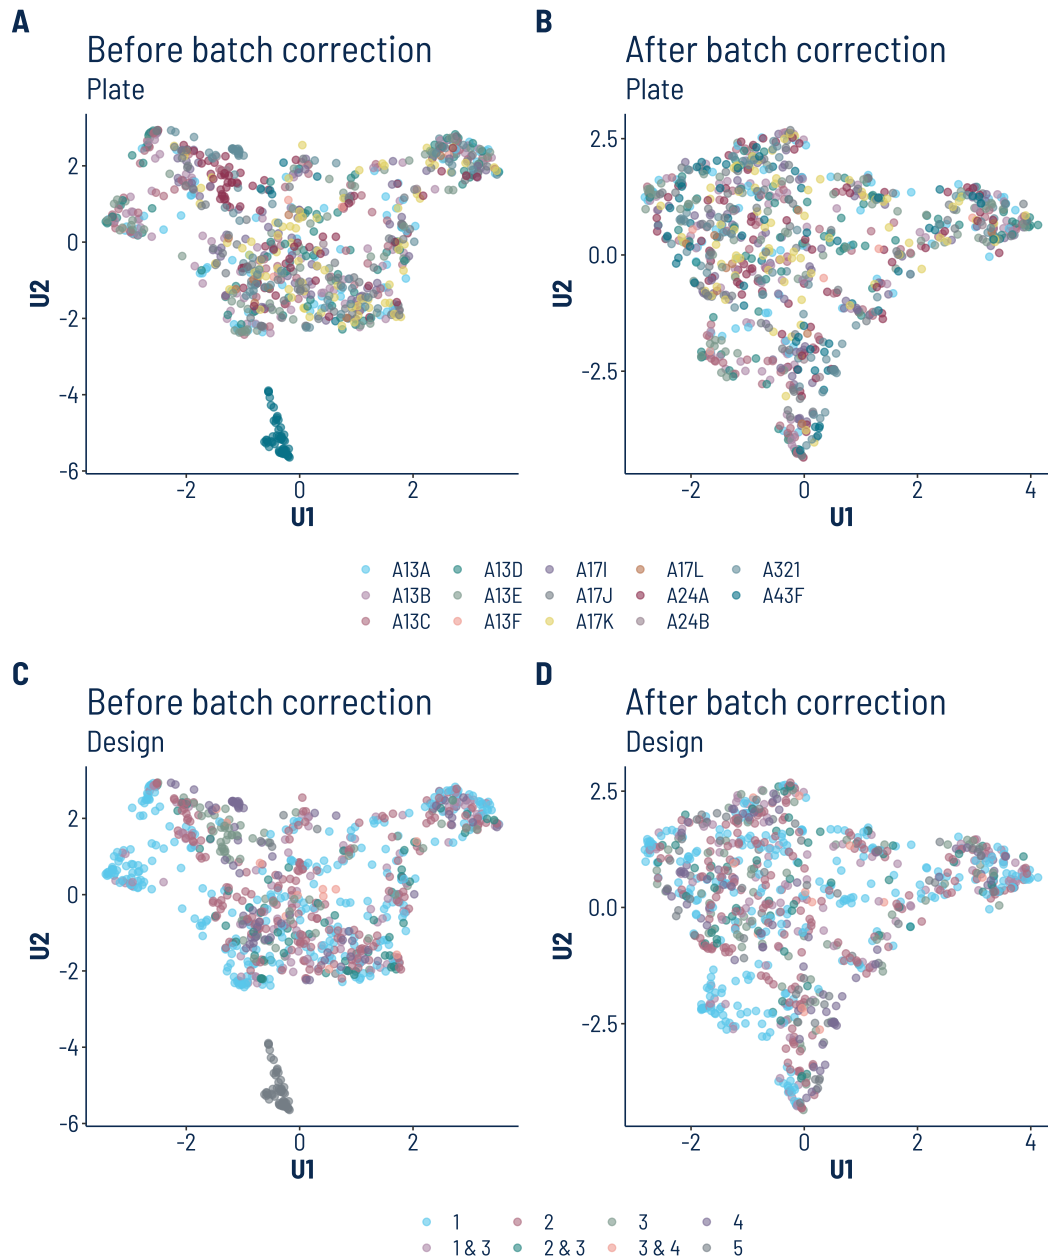 A
Before batch correction
Plate
U2
2
0
-2
-4
-6
-2 0 2
U1
B
After batch correction
Plate
U2
2.5
0.0
-2.5
-2 0 2 4
U1
A13A A13D A17I A17L A321
A13B A13E A17J A24A A43F
A13C A13F A17K A24B
C
Before batch correction
Design
U2
2
0
-2
-4
-6
-2 0 2
U1
D
After batch correction
Design
U2
2.5
0.0
-2.5
-2 0 2 4
U1
1 2 3 4
1 & 3 2 & 3 3 & 4 5